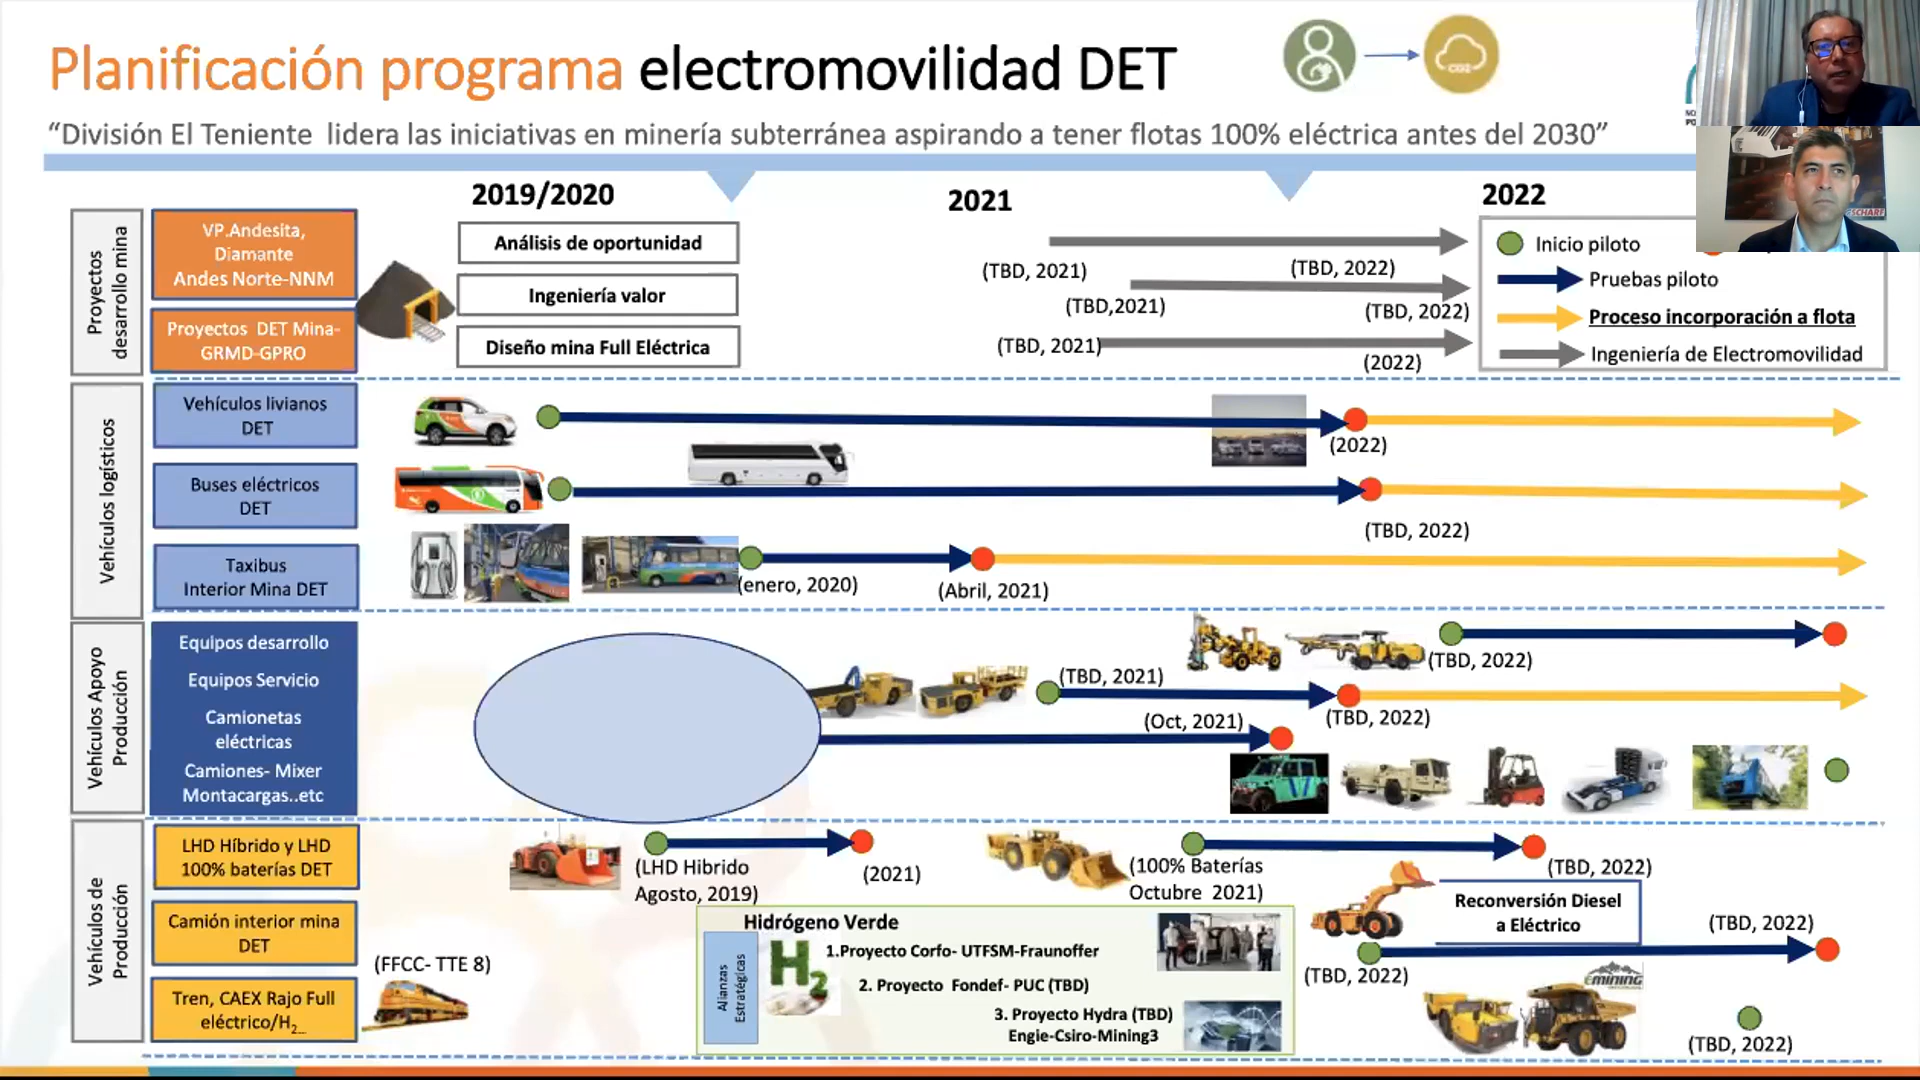 Planificación programa electromovilidad DET
CO2
“División El Teniente lidera las iniciativas en minería subterránea aspirando a tener flotas 100% eléctrica antes del 2030”
SCHARF
2019/2020
2021
2022
Proyectos
desarrollo mina
VP.Andesita,
Diamante
Andes Norte-NNM
Proyectos DET Mina-
GRMD-GPRO
Análisis de oportunidad
Ingeniería valor
Diseño mina Full Eléctrica
(TBD, 2021)
(TBD, 2022)
(TBD,2021)
(TBD, 2022)
(TBD, 2021)
(2022)
Inicio piloto
Pruebas piloto
Proceso incorporación a flota
Ingeniería de Electromovilidad
Vehículos logísticos
Vehículos livianos
DET
(2022)
Buses eléctricos
DET
(TBD, 2022)
Taxibus
Interior Mina DET
(enero, 2020)
(Abril, 2021)
Vehículos Apoyo
Producción
Equipos desarrollo
Equipos Servicio
Camionetas
eléctricas
Camiones- Mixer
Montacargas..etc
(TBD, 2022)
(TBD, 2021)
(TBD, 2022)
(Oct, 2021)
Vehículos de
Producción
LHD Híbrido y LHD
100% baterías DET
Camión interior mina
DET
Tren, CAEX Rajo Full
eléctrico/H2_
(LHD Hibrido
Agosto, 2019)
(2021)
(100% Baterías
Octubre 2021)
(TBD, 2022)
Reconversión Diesel
a Eléctrico
(TBD, 2022)
(TBD, 2022)
(FFCC- TTE 8)
Hidrógeno Verde
Alianzas
Estratégicas
H2
1.Proyecto Corfo- UTFSM-Fraunoffer
2. Proyecto Fondef- PUC (TBD)
3. Proyecto Hydra (TBD)
Engie-Csiro-Mining3
EMINING
(TBD, 2022)